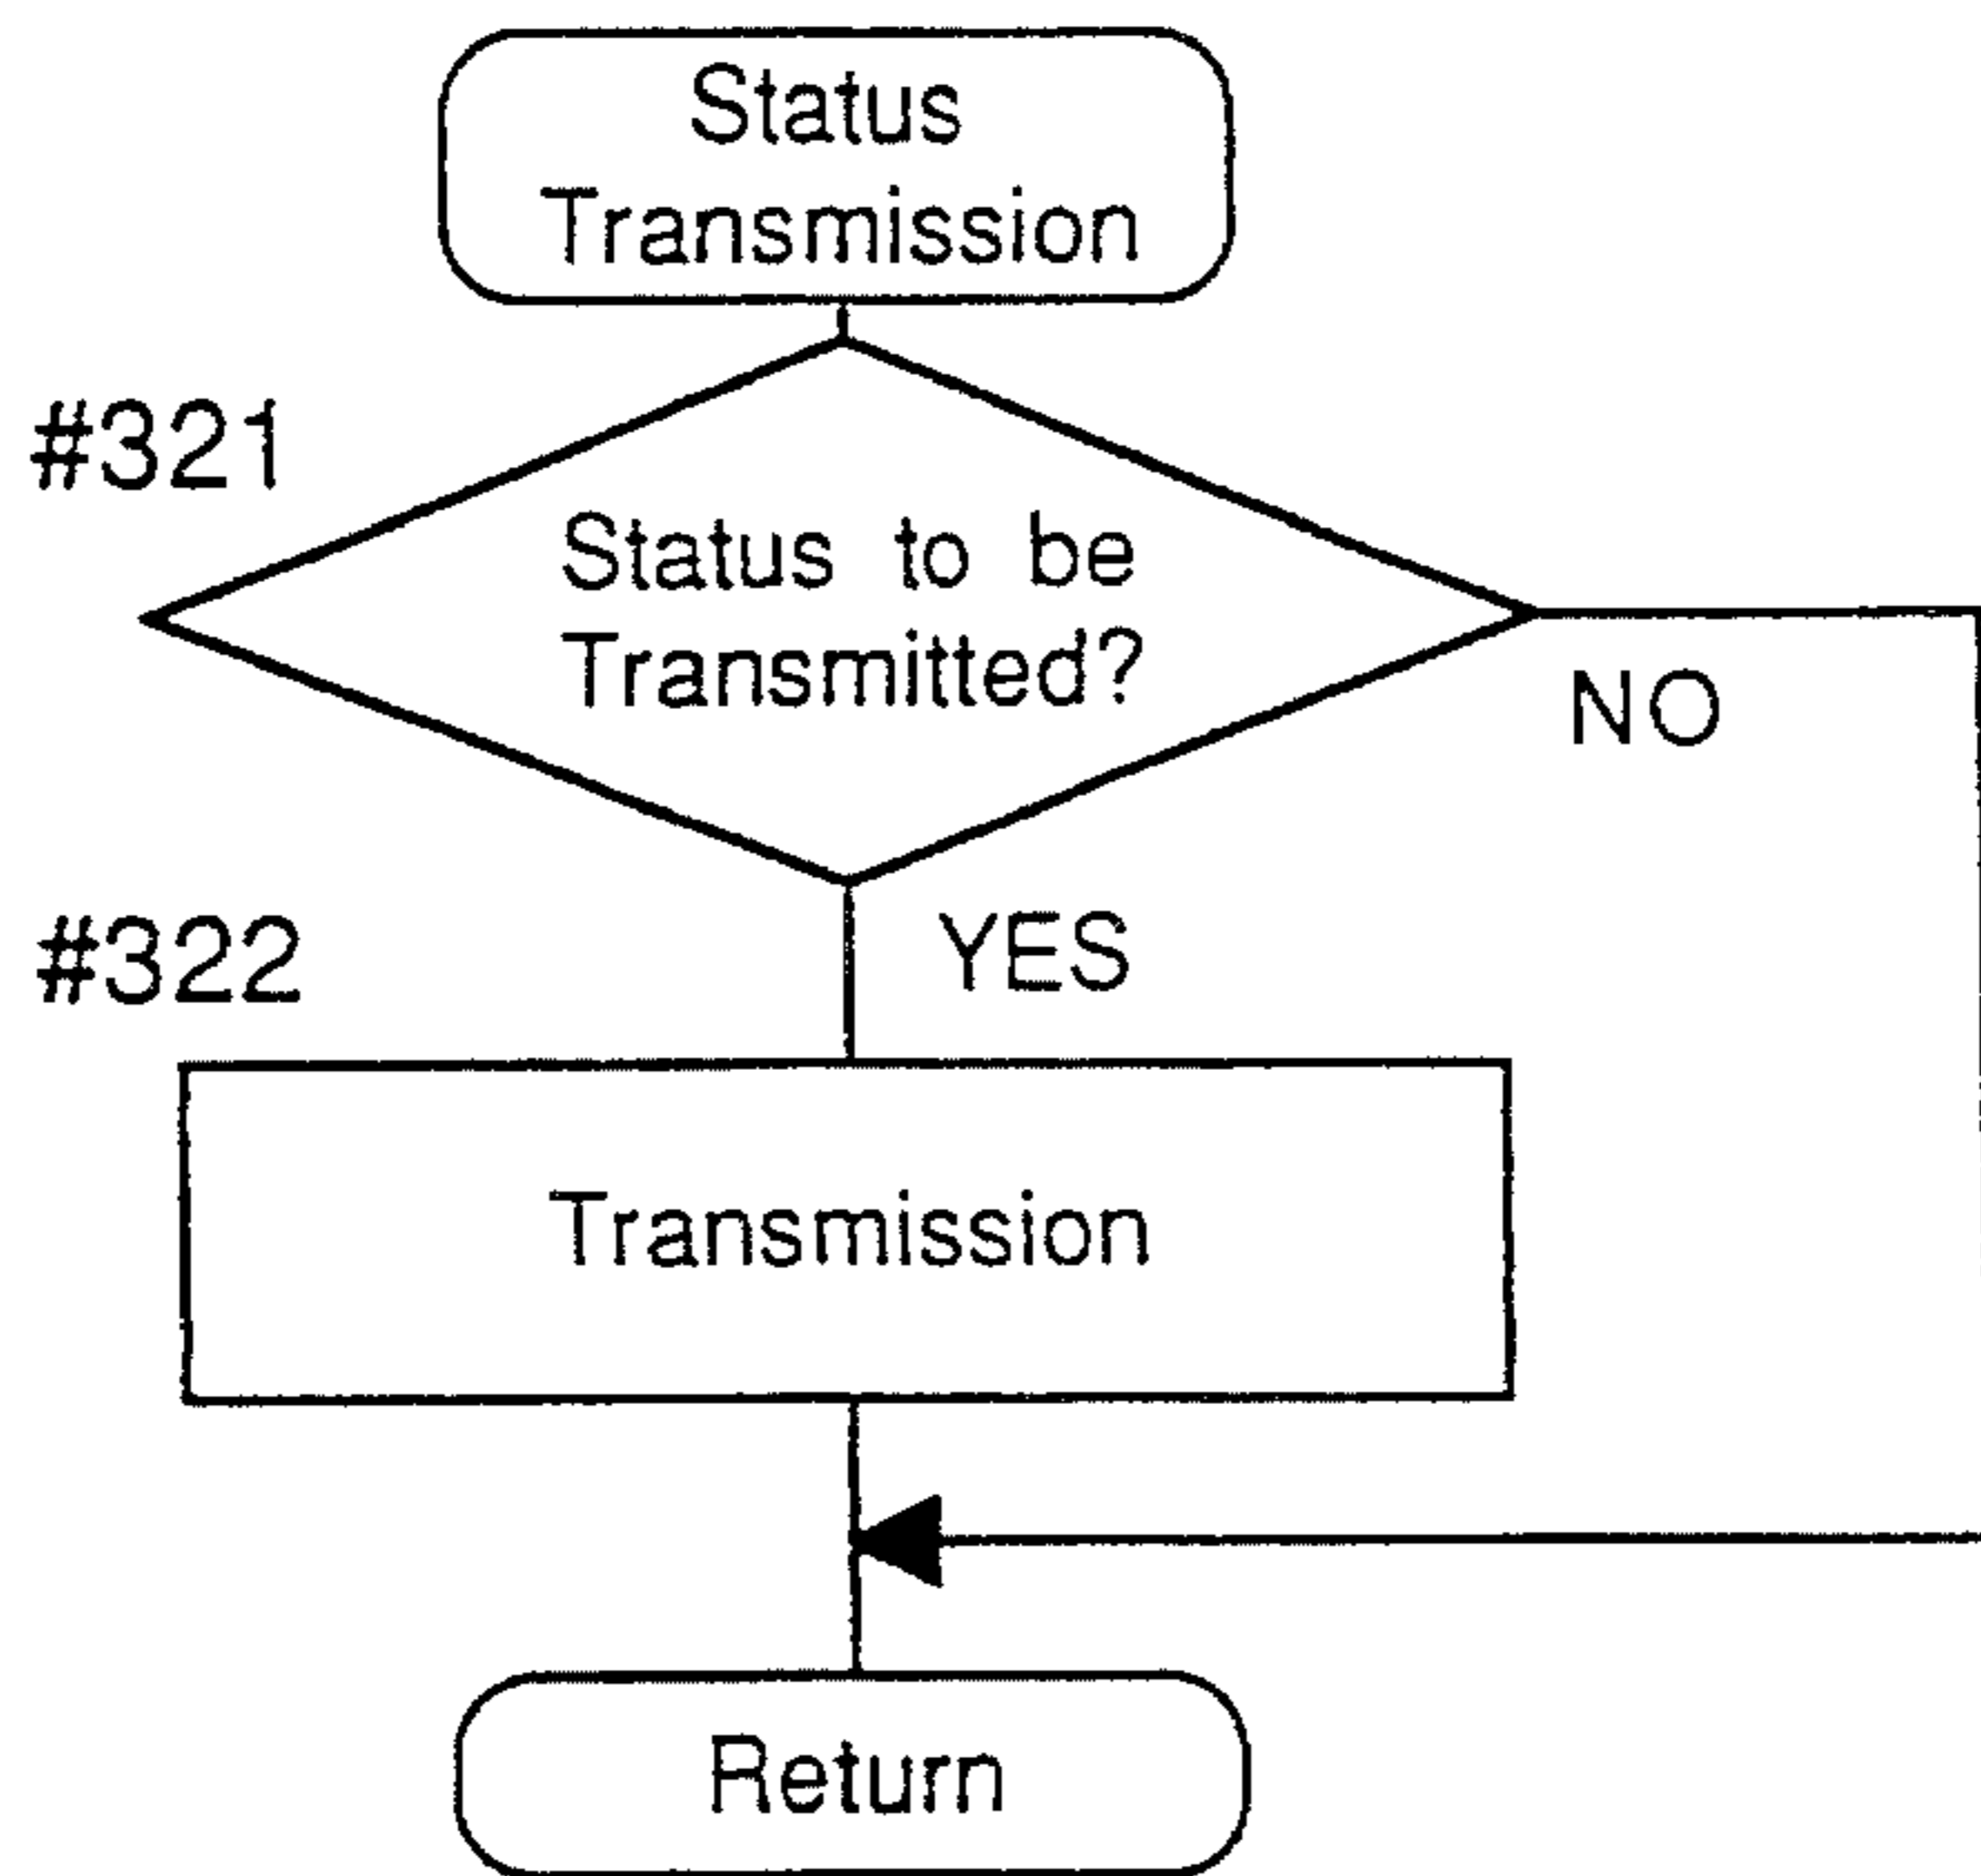 Status
Transmission
#321
Status to be
Transmitted?
NO
#322
YES
Transmission
Return